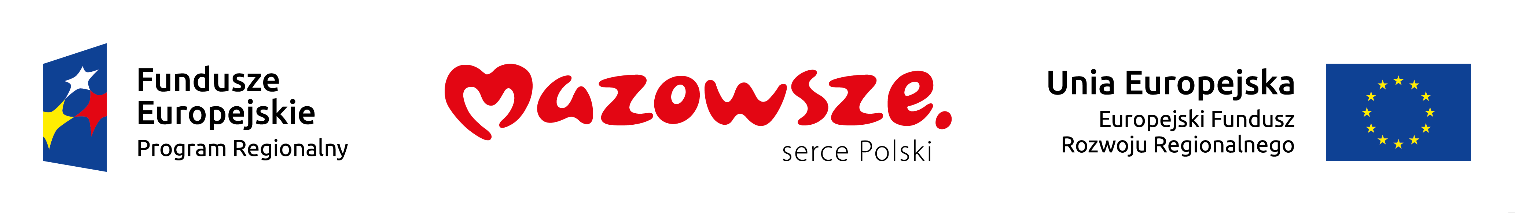 Fundusze
Europejskie
Program Regionalny
Mazowsze.
serce Polski
Unia Europejska
Europejski Fundusz
Rozwoju Regionalnego